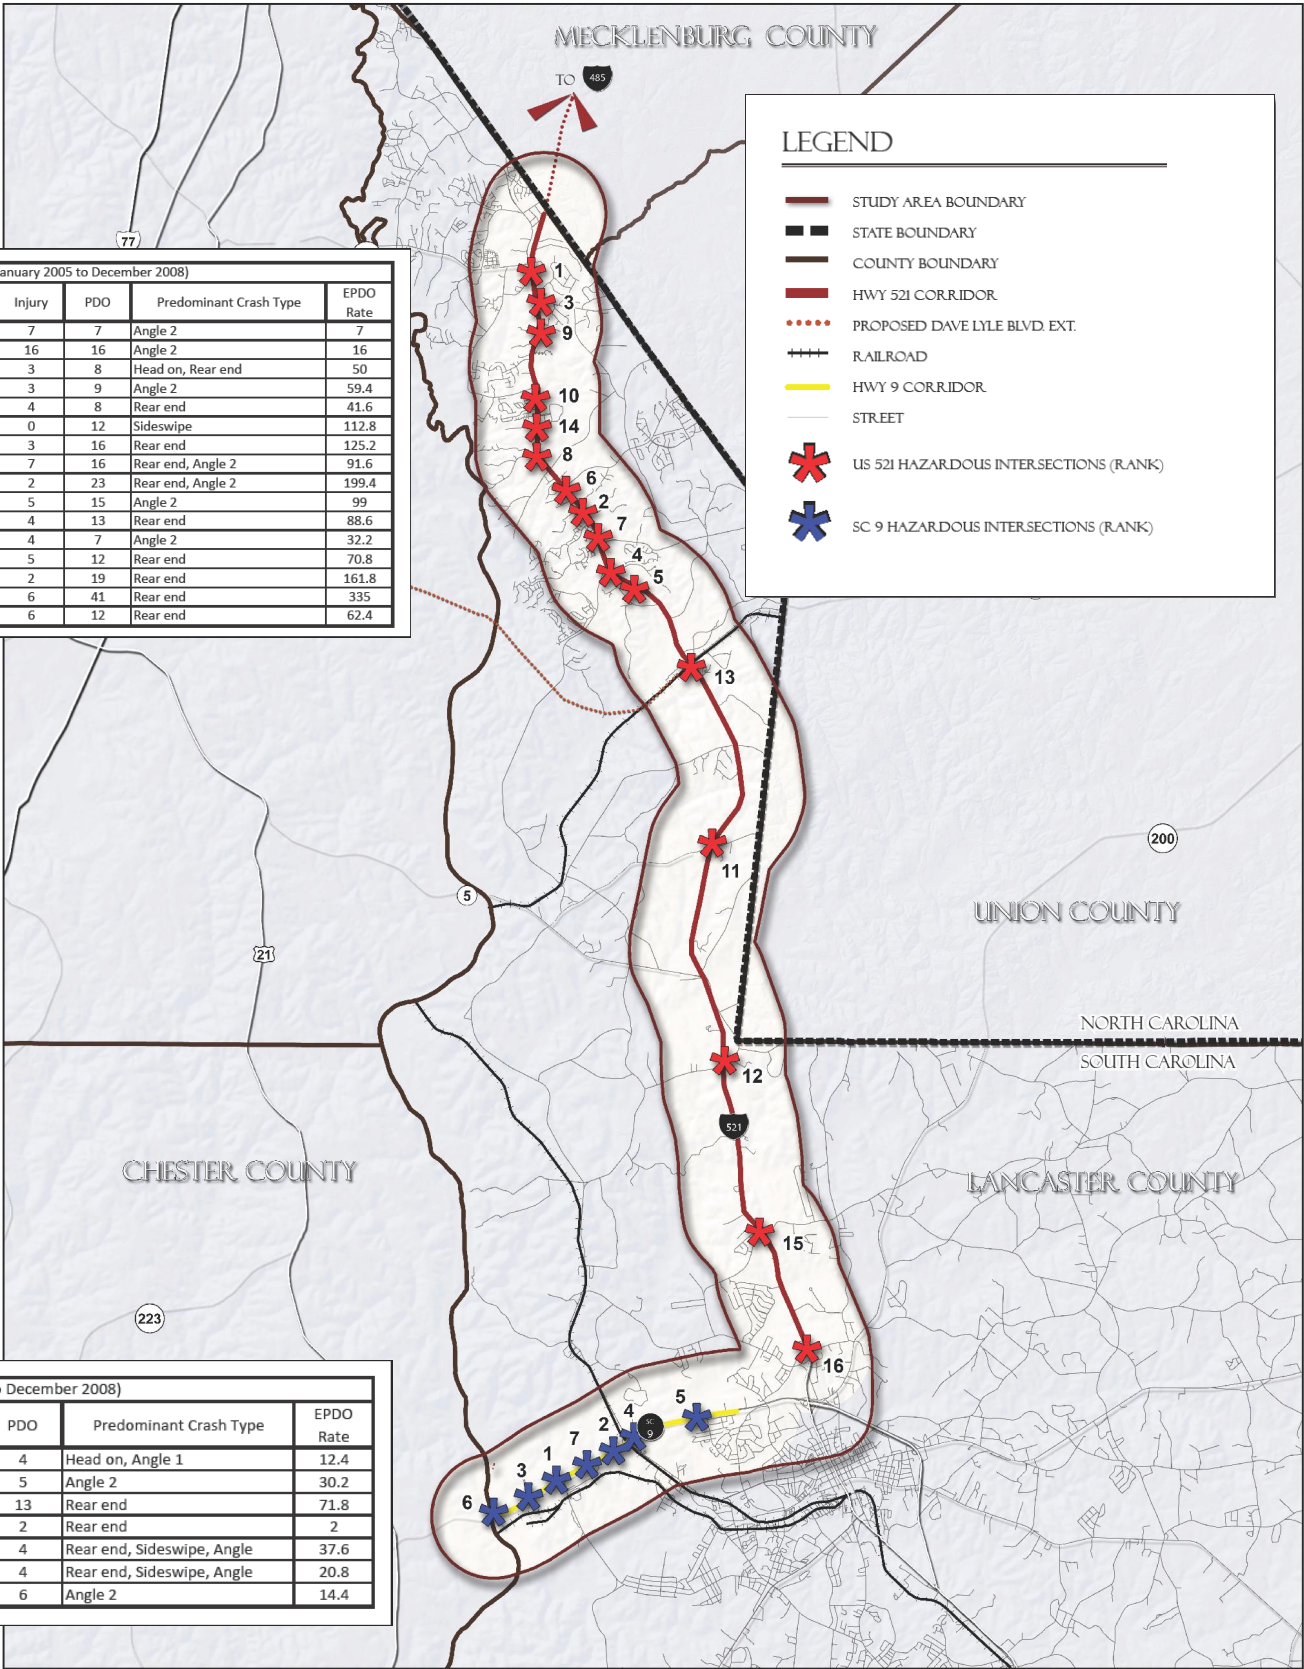 MECKLENBURG COUNTY
TO 485
LEGEND
STUDY AREA BOUNDARY
STATE BOUNDARY
COUNTY BOUNDARY
HWY 521 CORRIDOR
PROPOSED DAVE LYLE BLVD. EXT.
RAILROAD
HWY 9 CORRIDOR
STREET
US 521 HAZARDOUS INTERSECTIONS (RANK)
SC 9 HAZARDOUS INTERSECTIONS (RANK)
77
anuary 2005 to December 2008)
Injury PDO Predominant Crash Type EPDO Rate
7 7 Angle 2 7
16 16 Angle 2 16
3 8 Head on, Rear end 50
3 9 Angle 2 59.4
4 8 Rear end 41.6
0 12 Sideswipe 112.8
3 16 Rear end 125.2
7 16 Rear end, Angle 2 91.6
2 23 Rear end, Angle 2 199.4
5 15 Angle 2 99
4 13 Rear end 88.6
4 7 Angle 2 32.2
5 12 Rear end 70.8
2 19 Rear end 161.8
6 41 Rear end 335
6 12 Rear end 62.4
1
3
9
10
14
8
6
2
7
4
5
13
11
200
5
UNION COUNTY
21
NORTH CAROLINA
SOUTH CAROLINA
12
521
CHESTER COUNTY
LANCASTER COUNTY
15
223
16
5
4
SC 9
2
7
1
3
6
December 2008)
PDO Predominant Crash Type EPDO Rate
4 Head on, Angle 1 12.4
5 Angle 2 30.2
13 Rear end 71.8
2 Rear end 2
4 Rear end, Sideswipe, Angle 37.6
4 Rear end, Sideswipe, Angle 20.8
6 Angle 2 14.4